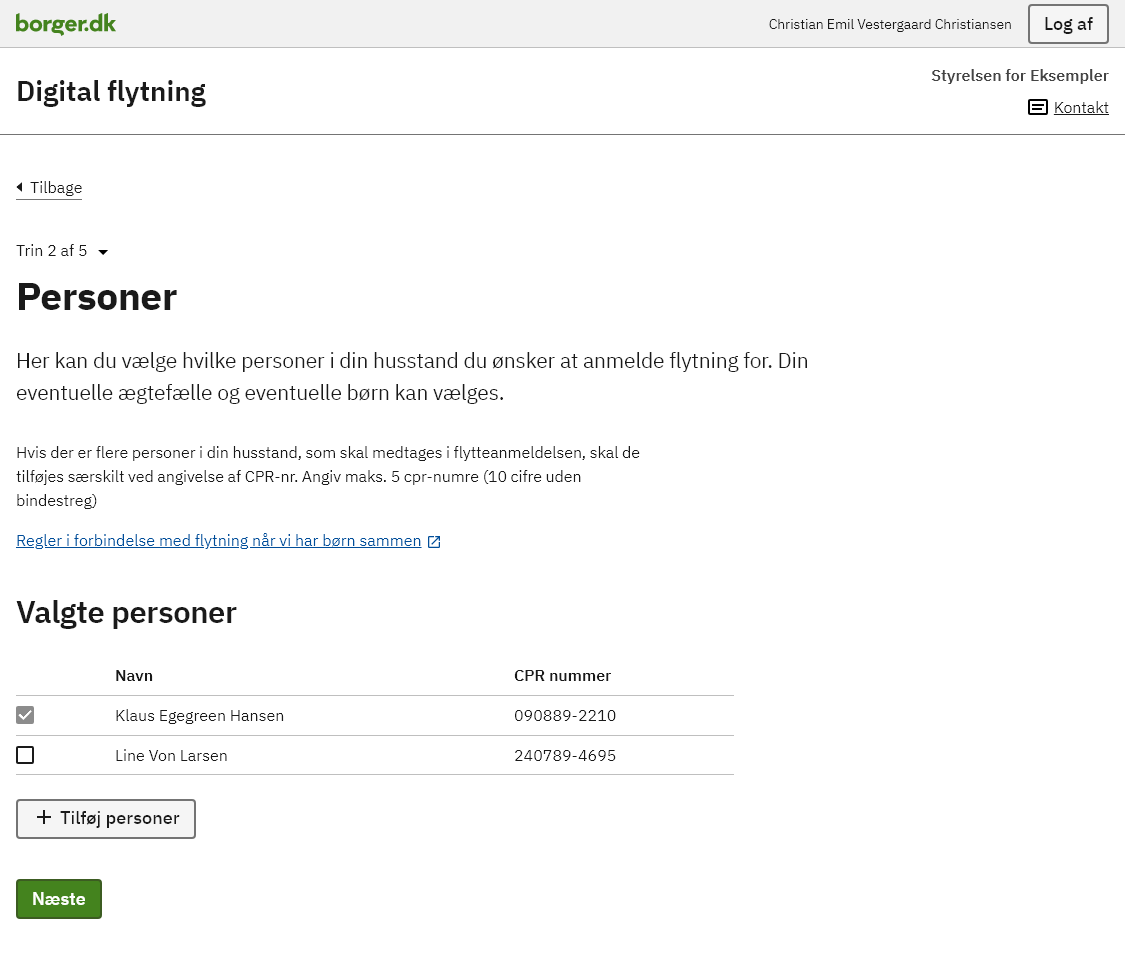 borger.dk
Christian Emil Vestergaard Christiansen
Log af
Digital flytning
Styrelsen for Eksempler
Kontakt
Tilbage
Trin 2 af 5
Personer
Her kan du vælge hvilke personer i din husstand du ønsker at anmelde flytning for. Din
eventuelle ægtefælle og eventuelle børn kan vælges.
Hvis der er flere personer i din husstand, som skal medtages i flytteanmeldelsen, skal de
tilføjes særskilt ved angivelse af CPR-nr. Angiv maks. 5 cpr-numre (10 cifre uden
bindestreg)
Regler i forbindelse med flytning når vi har børn sammen
Valgte personer
Navn CPR nummer
Klaus Egegreen Hansen 090889-2210
Line Von Larsen 240789-4695
Tilføj personer
Næste